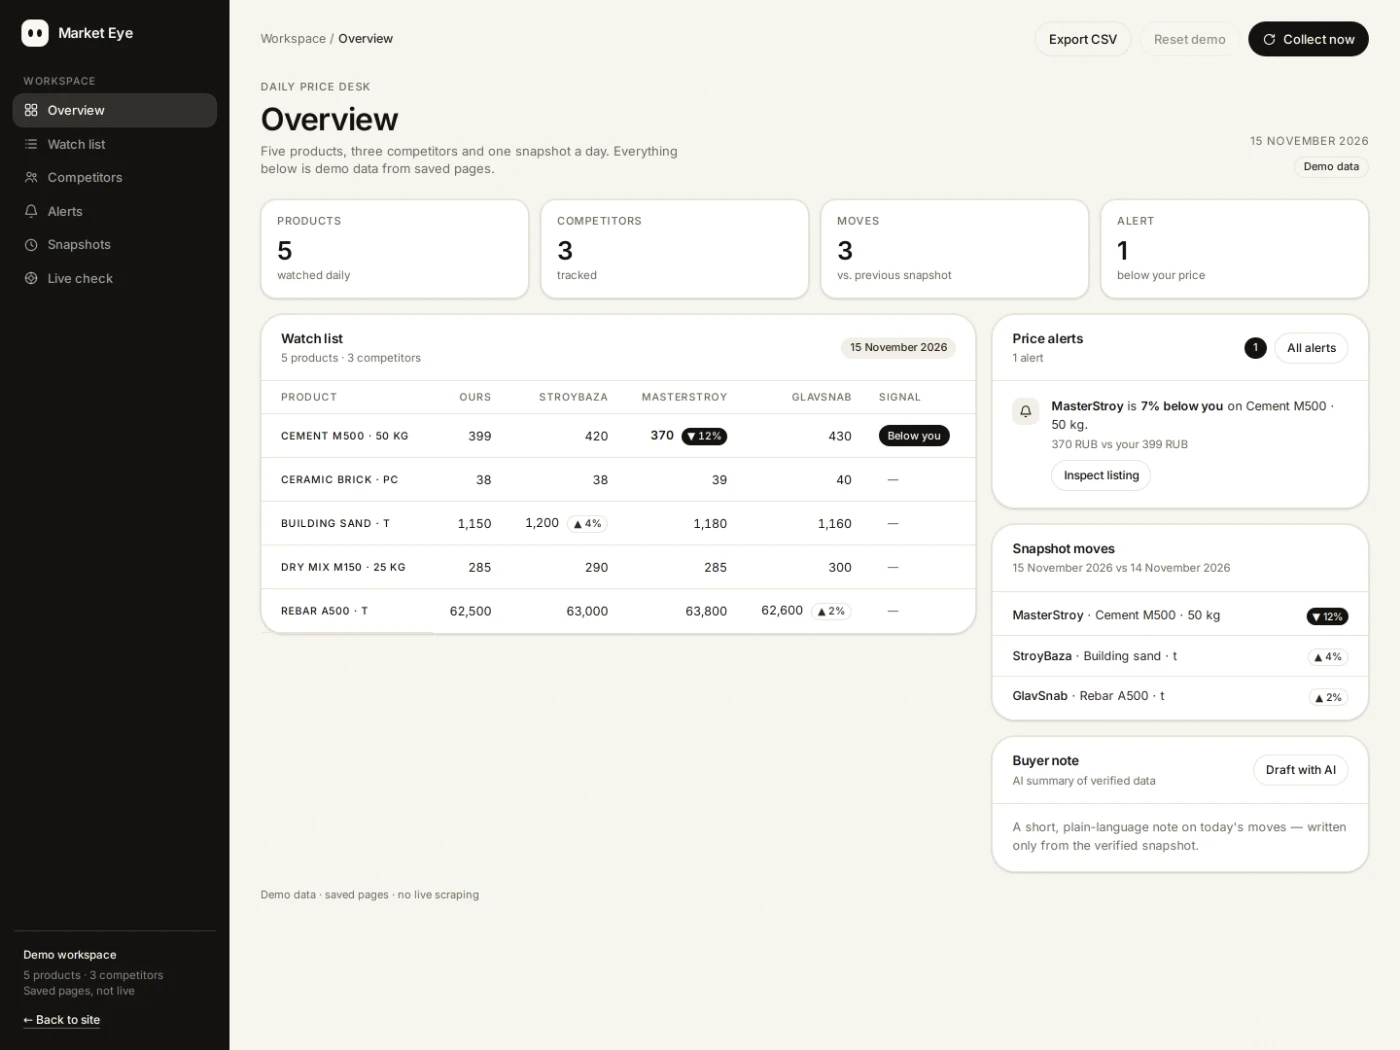 Market Eye
WORKSPACE
Overview
Watch list
Competitors
Alerts
Snapshots
Live check
Demo workspace
5 products · 3 competitors
Saved pages, not live
← Back to site
Workspace / Overview
Export CSV
Reset demo
Collect now
DAILY PRICE DESK
Overview
Five products, three competitors and one snapshot a day. Everything
below is demo data from saved pages.
15 NOVEMBER 2026
Demo data
PRODUCTS
5
watched daily
COMPETITORS
3
tracked
MOVES
3
vs. previous snapshot
ALERT
1
below your price
Watch list
5 products · 3 competitors
15 November 2026
PRODUCT OURS STROYBAZA MASTERSTROY GLAVSNAB SIGNAL
CEMENT M500 · 50 KG 399 420 370 ▼ 12% 430 Below you
CERAMIC BRICK · PC 38 38 39 40 —
BUILDING SAND · T 1,150 1,200 ▲ 4% 1,180 1,160 —
DRY MIX M150 · 25 KG 285 290 285 300 —
REBAR A500 · T 62,500 63,000 63,800 62,600 ▲ 2% —
Price alerts
1 alert
1
All alerts
MasterStroy is 7% below you on Cement M500 ·
50 kg.
370 RUB vs your 399 RUB
Inspect listing
Snapshot moves
15 November 2026 vs 14 November 2026
MasterStroy · Cement M500 · 50 kg ▼ 12%
StroyBaza · Building sand · t ▲ 4%
GlavSnab · Rebar A500 · t ▲ 2%
Buyer note
AI summary of verified data
Draft with AI
A short, plain-language note on today's moves — written
only from the verified snapshot.
Demo data · saved pages · no live scraping